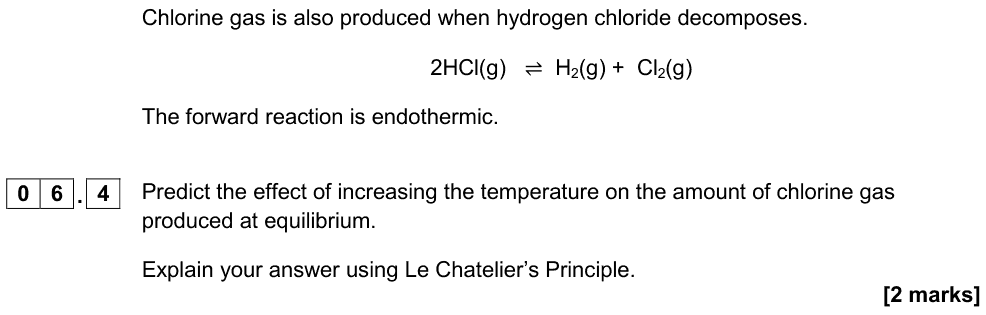 Chlorine gas is also produced when hydrogen chloride decomposes.
2HCl(g) ⇌ H₂(g) + Cl₂(g)
The forward reaction is endothermic.
0 6 . 4 Predict the effect of increasing the temperature on the amount of chlorine gas
produced at equilibrium.
Explain your answer using Le Chatelier’s Principle.
[2 marks]